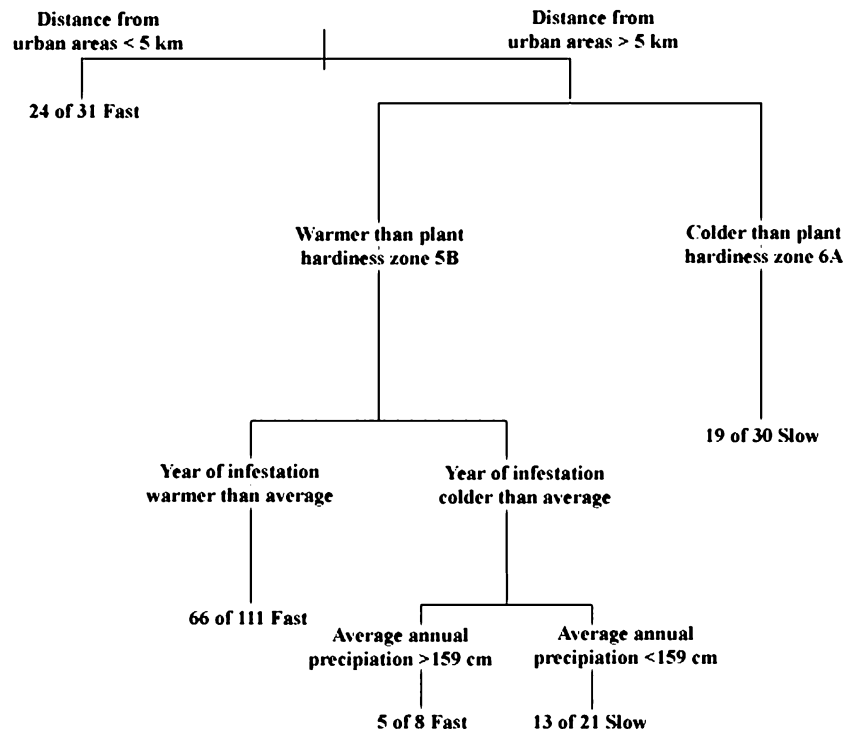 Distance from
urban areas < 5 km
Distance from
urban areas > 5 km
24 of 31 Fast
Warmer than plant
hardiness zone 5B
Colder than plant
hardiness zone 6A
19 of 30 Slow
Year of infestation
warmer than average
Year of infestation
colder than average
66 of 111 Fast
Average annual
precipiation >159 cm
Average annual
precipiation <159 cm
5 of 8 Fast
13 of 21 Slow